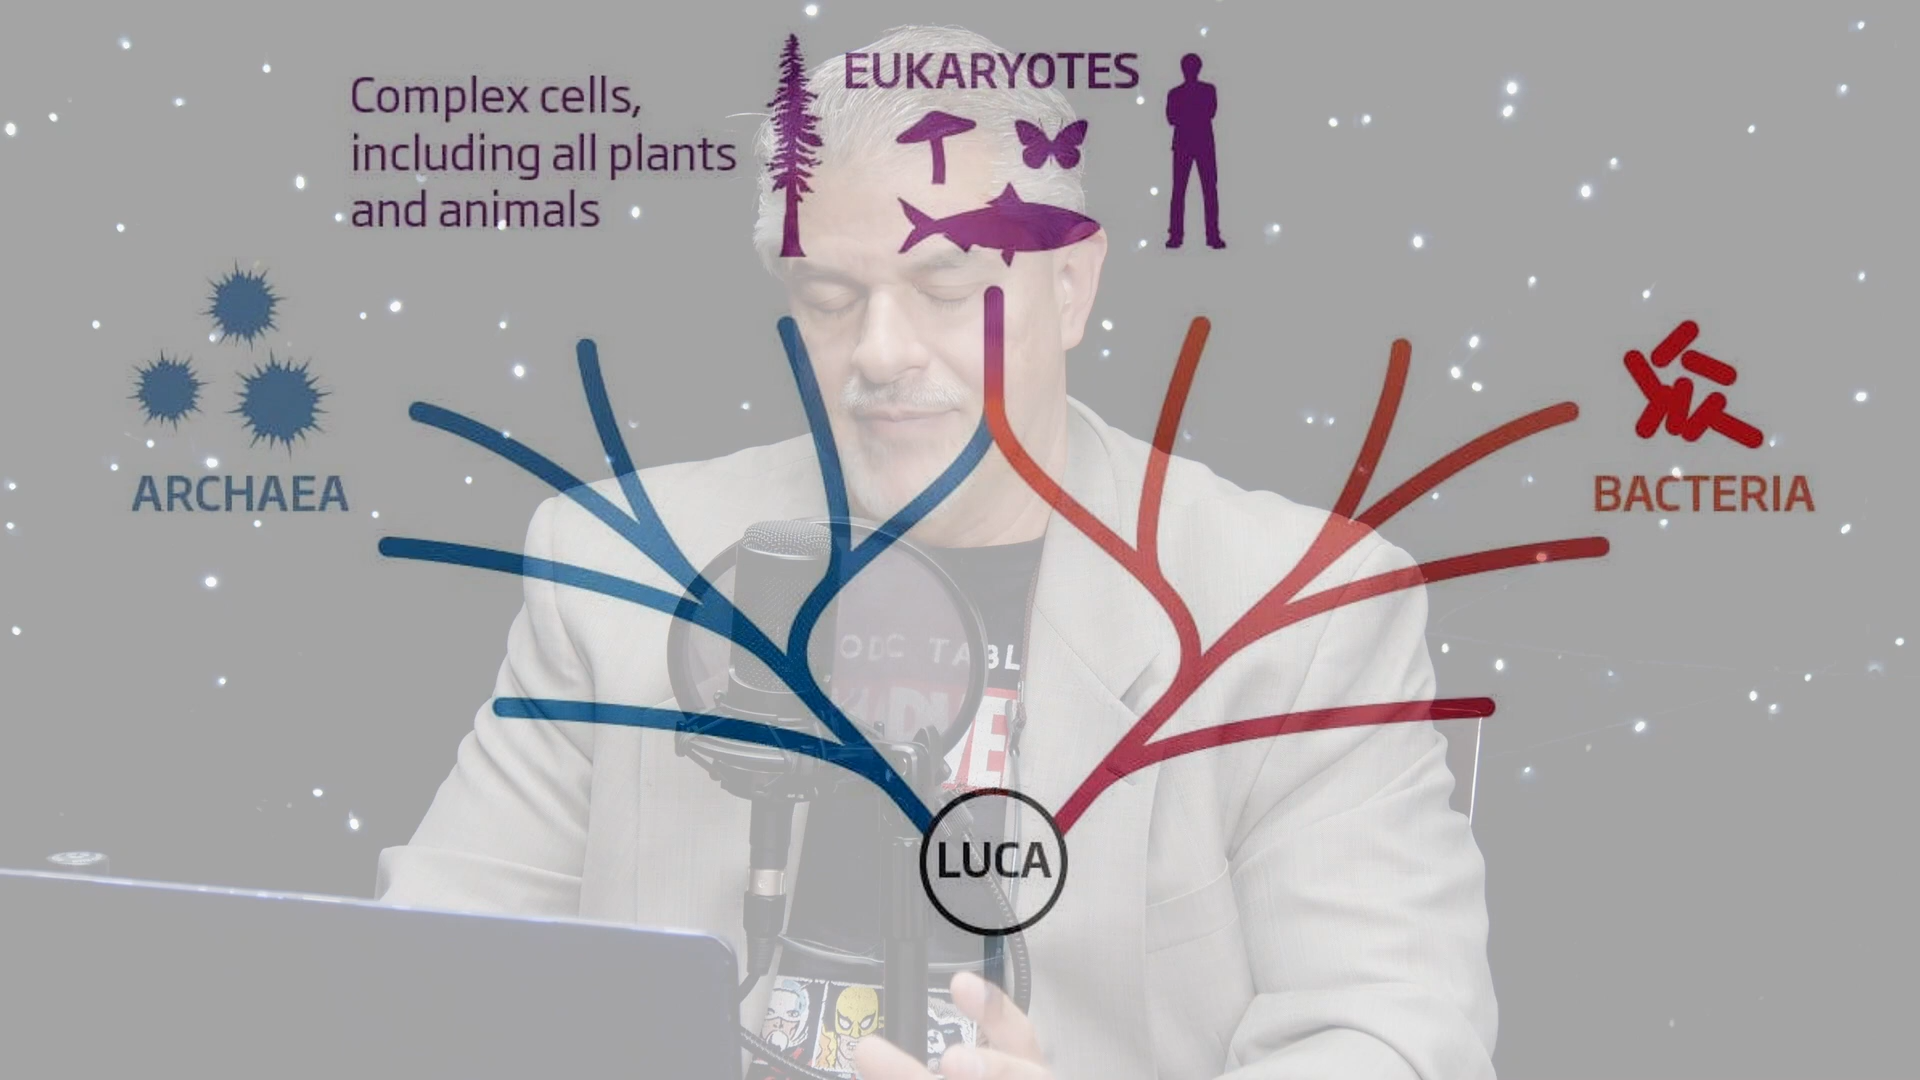 EUKARYOTES
Complex cells,
including all plants
and animals
ARCHAEA
BACTERIA
LUCA